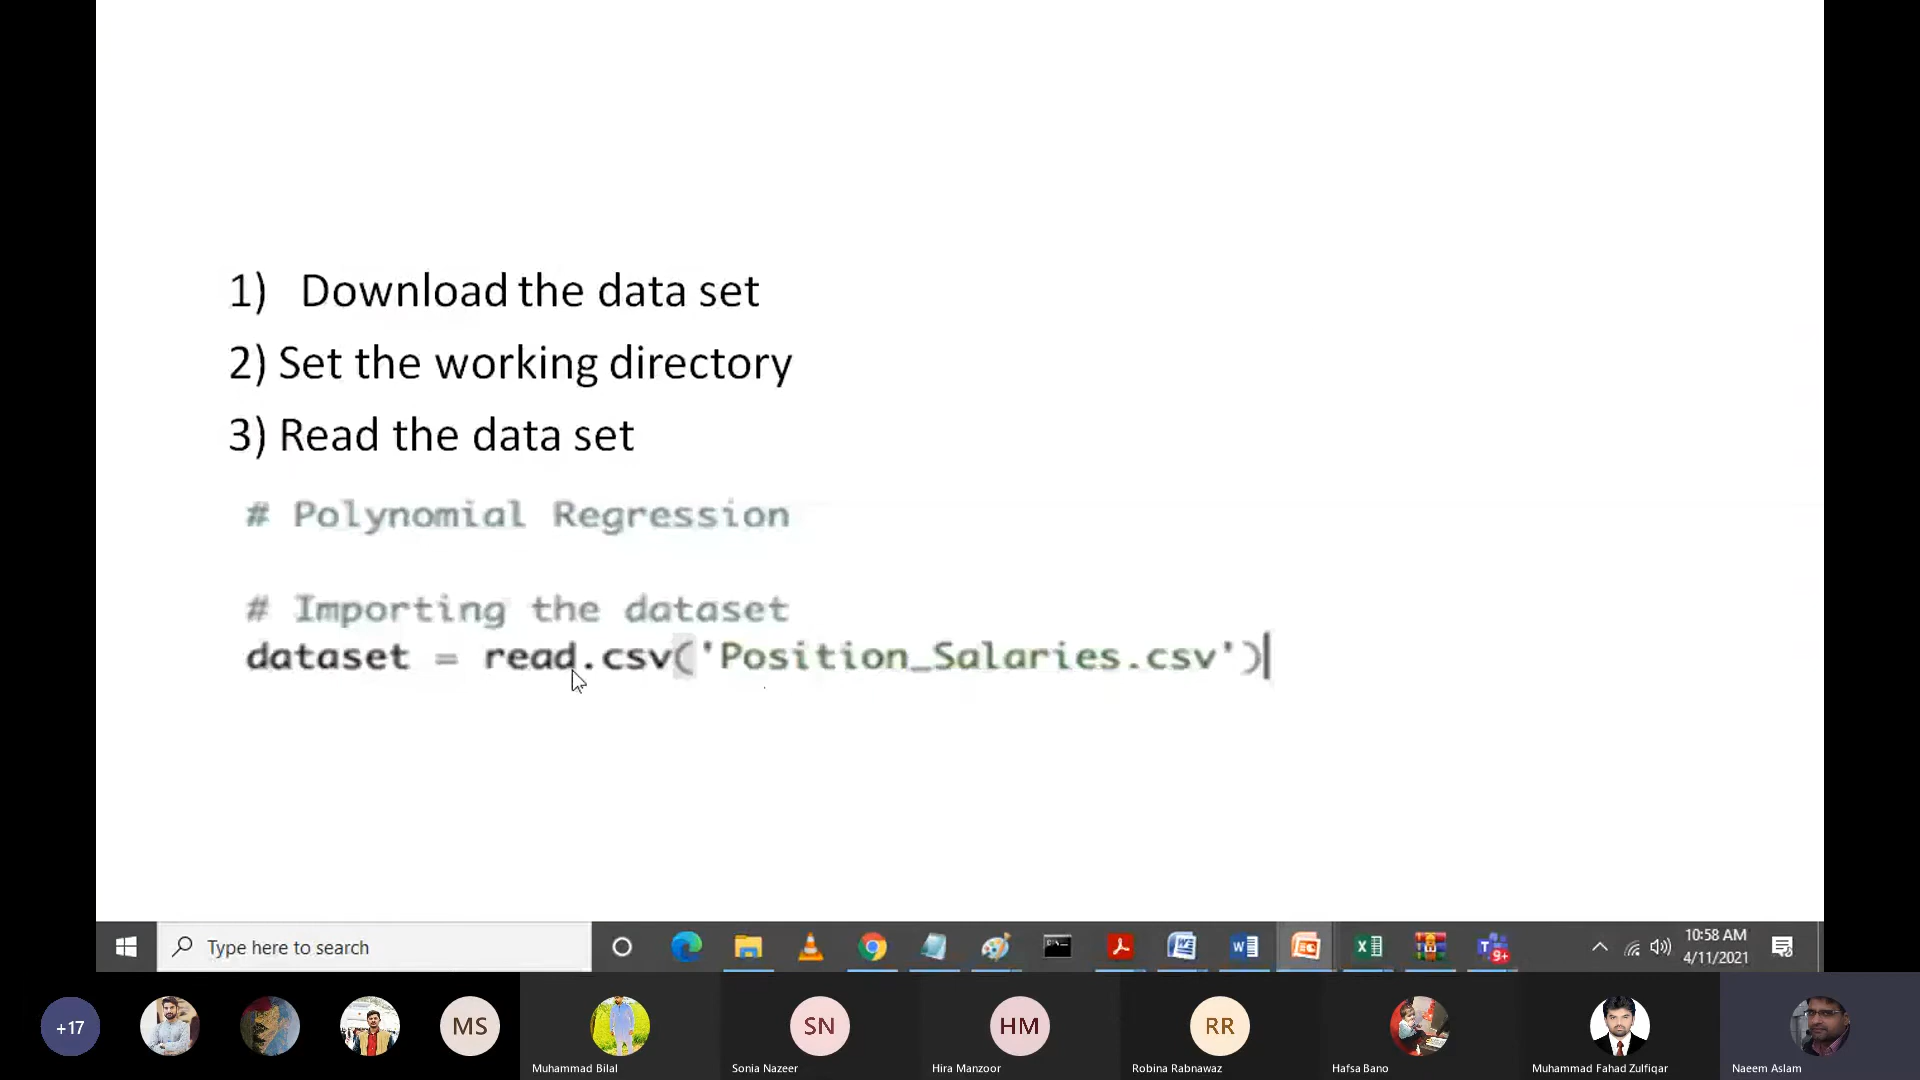 1) Download the data set
2) Set the working directory
3) Read the data set
# Polynomial Regression
# Importing the dataset
dataset = read.csv('Position_Salaries.csv')
Type here to search
9+
10:58 AM
4/11/2021
+17
MS
SN
HM
RR
Muhammad Bilal
Sonia Nazeer
Hira Manzoor
Robina Rabnawaz
Hafsa Bano
Muhammad Fahad Zulfiqar
Naeem Aslam